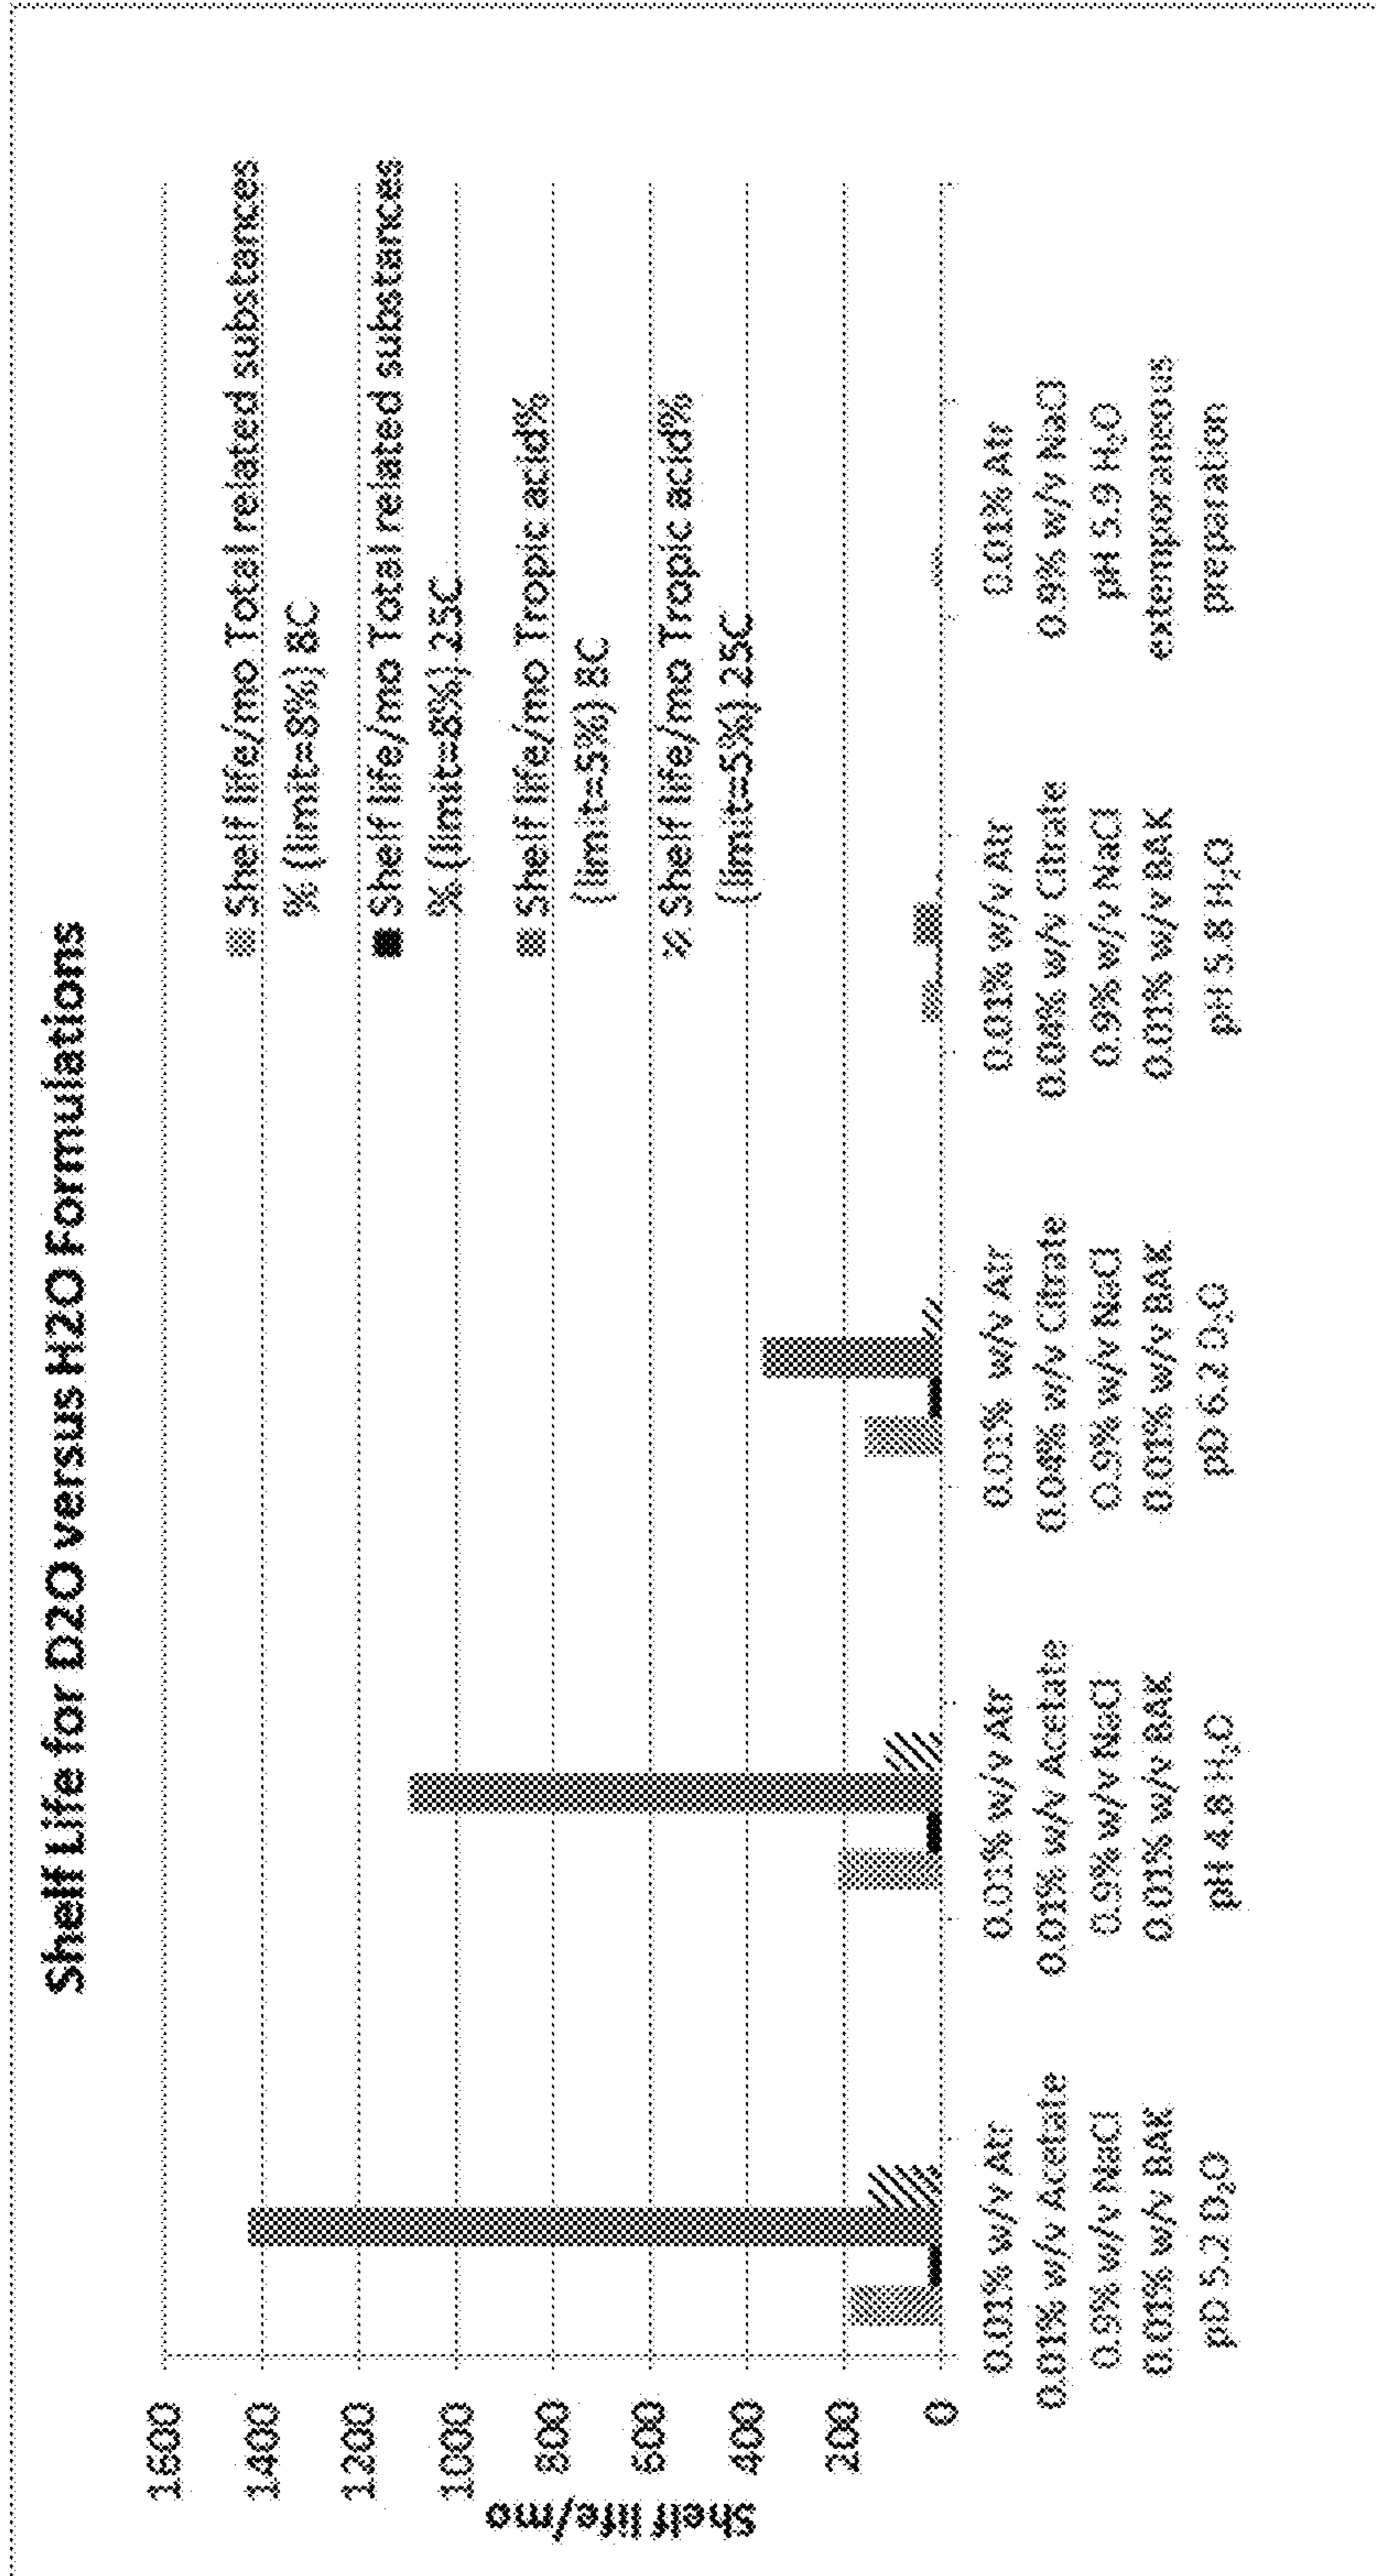 Shelf Life for D2O versus H2O Formulations
Shelf life/mo
1600
1400
1200
1000
800
600
400
200
0
Shelf life/mo Total related substances
% (limit=8%) 8C
Shelf life/mo Total related substances
% (limit=8%) 25C
Shelf life/mo Tropic acid%
(limit=5%) 8C
Shelf life/mo Tropic acid%
(limit=5%) 25C
0.01% w/v Atr
0.01% w/v Acetate
0.9% w/v NaCl
0.01% w/v BAK
pD 5.2 D₂O
0.01% w/v Atr
0.01% w/v Acetate
0.9% w/v NaCl
0.01% w/v BAK
pH 4.8 H₂O
0.01% w/v Atr
0.04% w/v Citrate
0.9% w/v NaCl
0.01% w/v BAK
pD 6.2 D₂O
0.01% w/v Atr
0.04% w/v Citrate
0.9% w/v NaCl
0.01% w/v BAK
pH 5.8 H₂O
0.01% Atr
0.9% w/v NaCl
pH 5.9 H₂O
extemporaneous
preparation